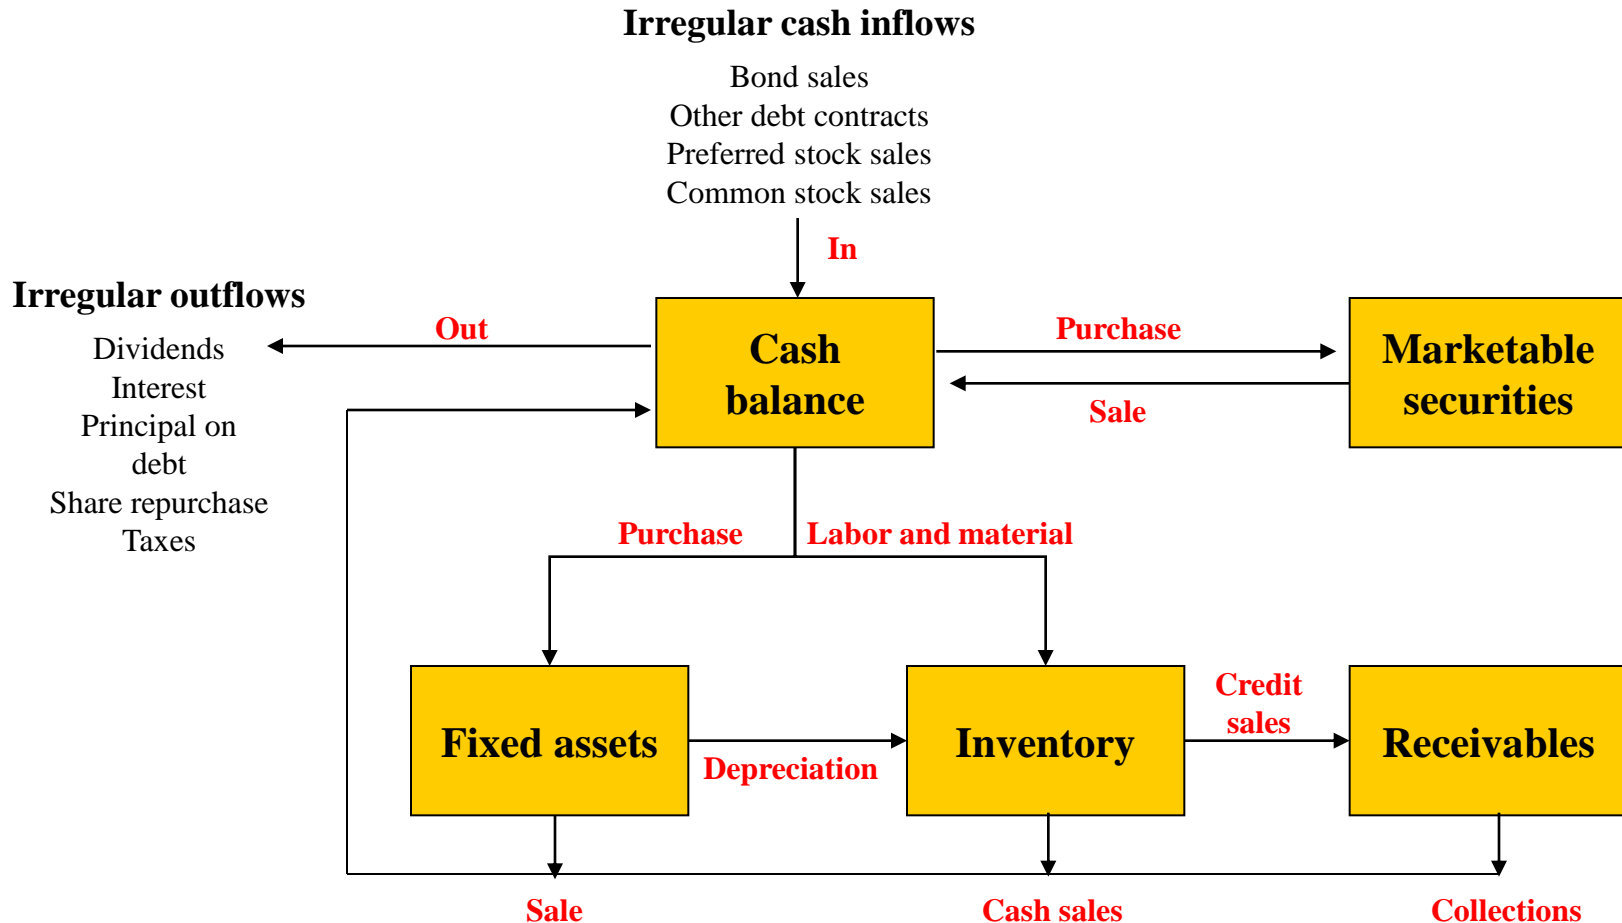 Irregular cash inflows
Bond sales
Other debt contracts
Preferred stock sales
Common stock sales
In
Irregular outflows
Dividends
Interest
Principal on
debt
Share repurchase
Taxes
Out
Cash
balance
Purchase
Sale
Marketable
securities
Purchase
Labor and material
Fixed assets
Depreciation
Inventory
Credit
sales
Receivables
Sale
Cash sales
Collections